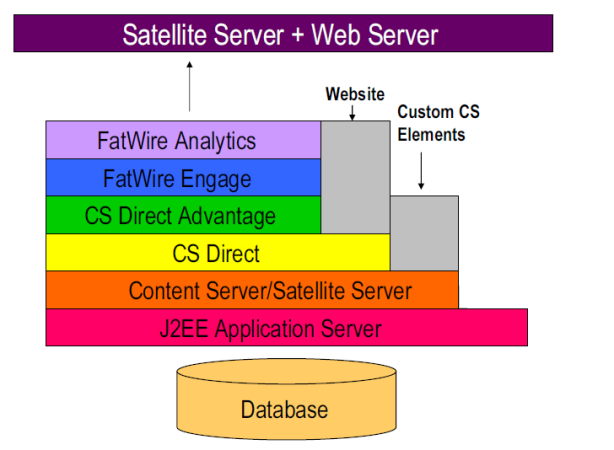 Satellite Server + Web Server
Website
Custom CS
Elements
FatWire Analytics
FatWire Engage
CS Direct Advantage
CS Direct
Content Server/Satellite Server
J2EE Application Server
Database